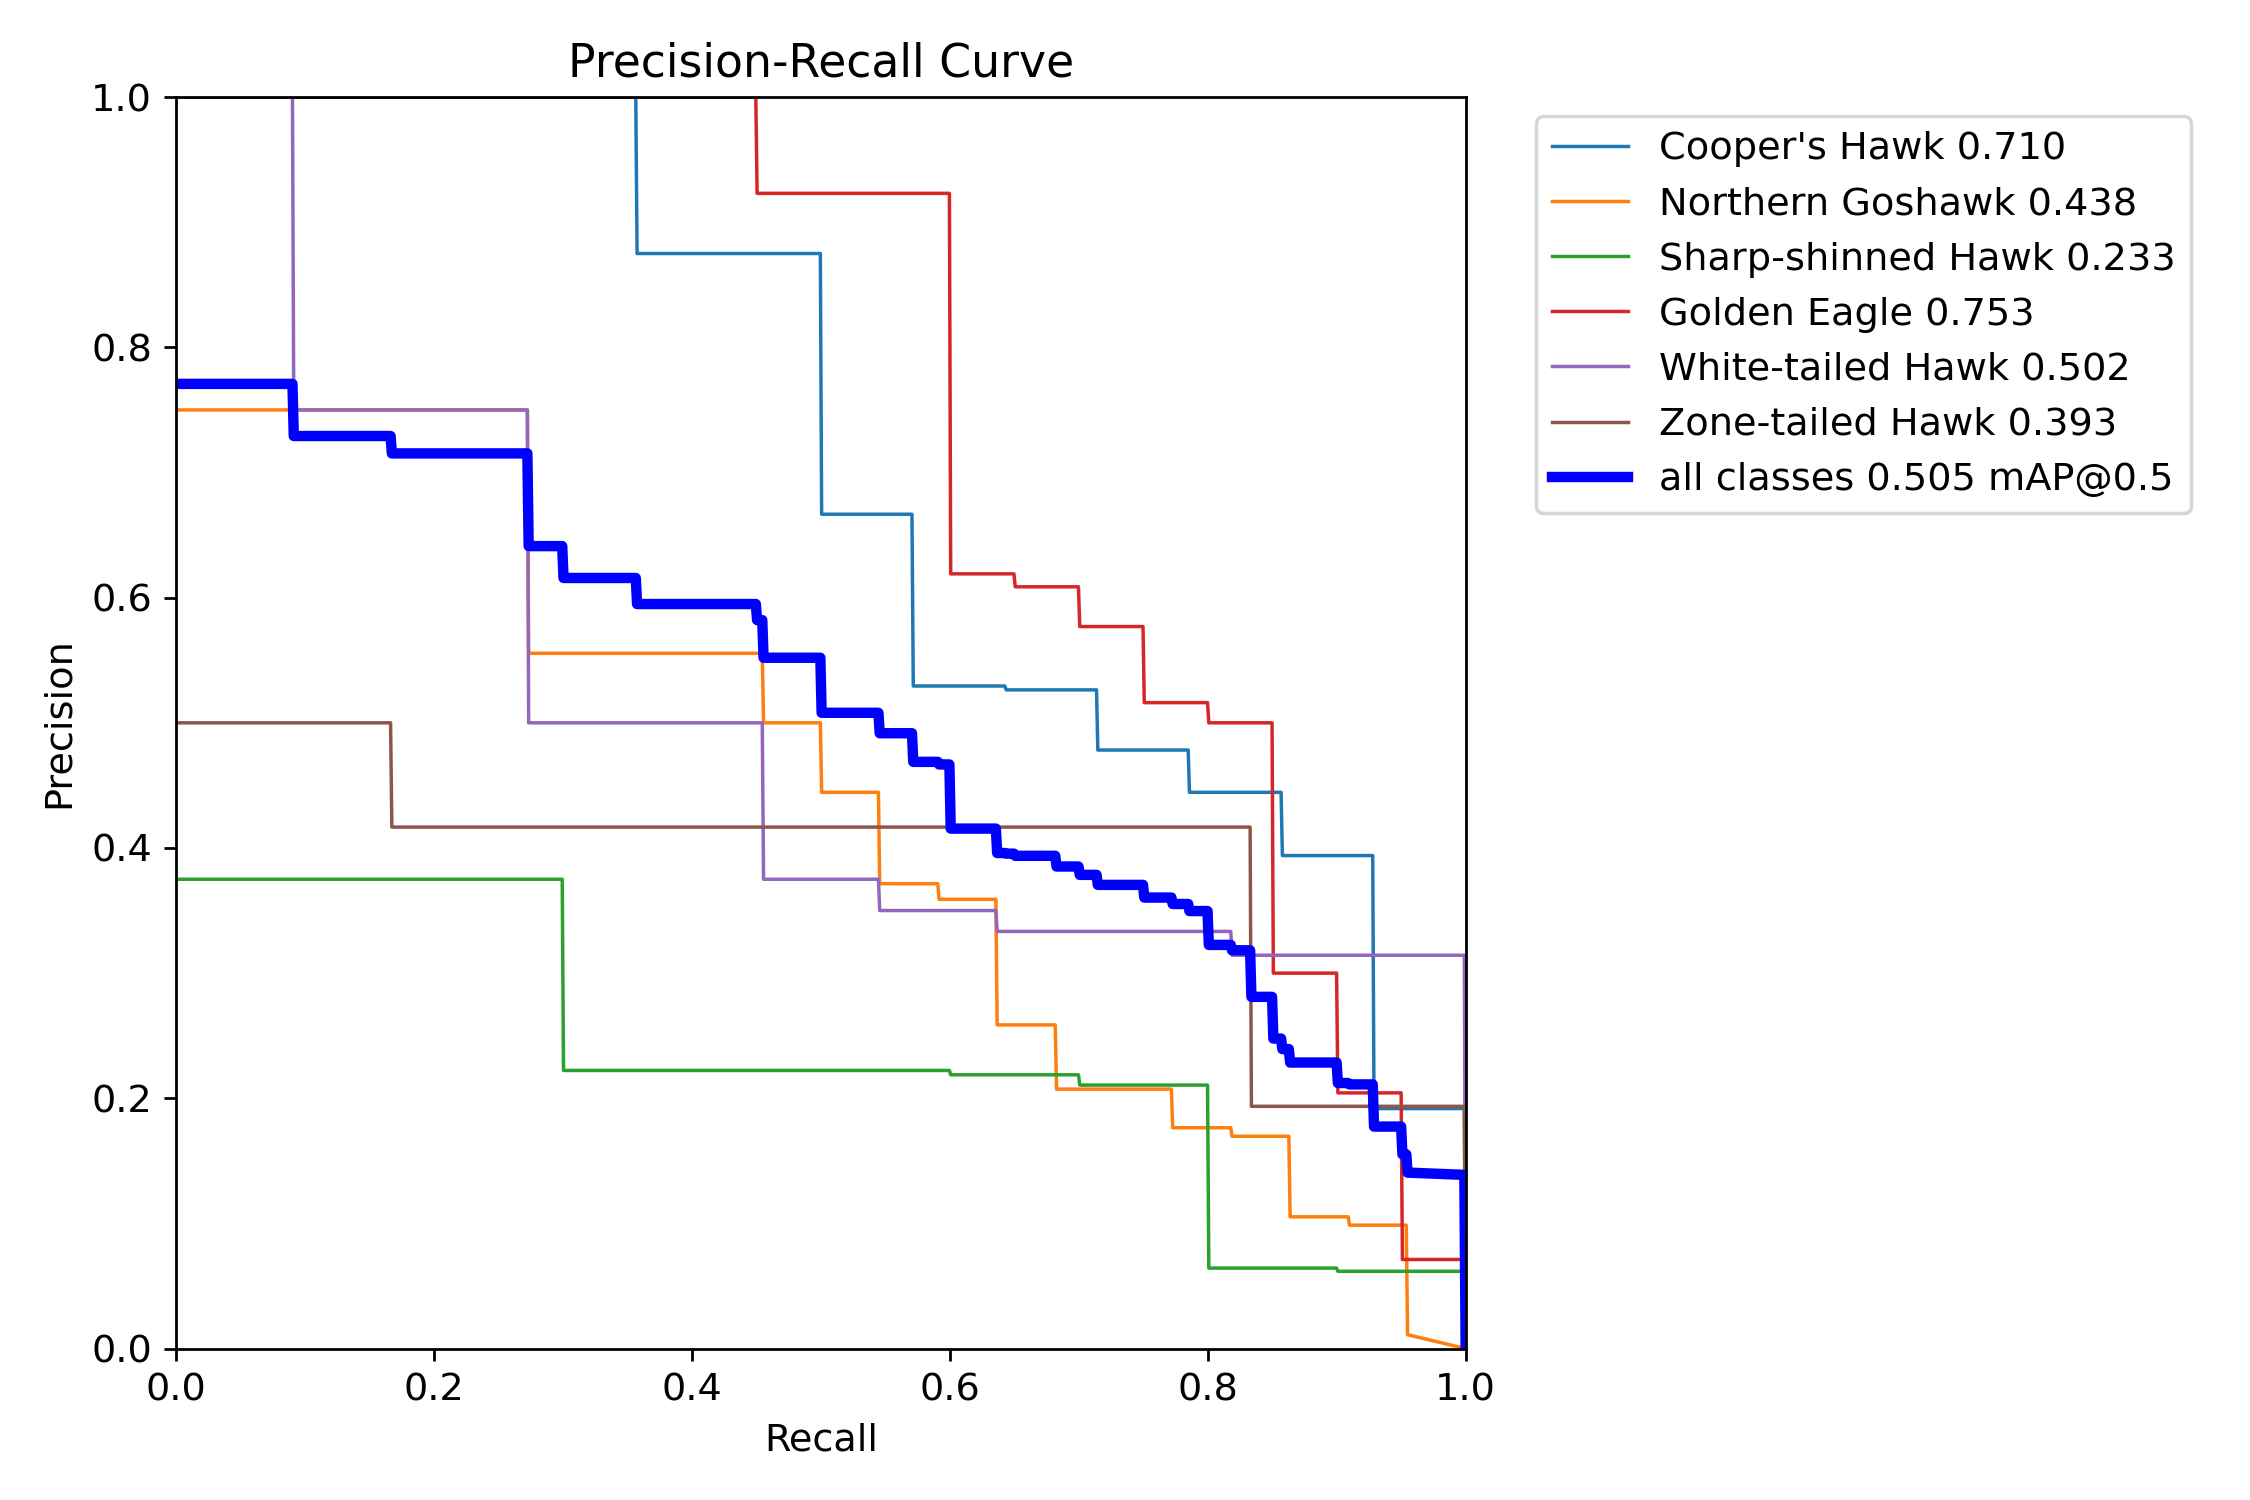 Precision-Recall Curve
1.0
0.8
0.6
0.4
0.2
0.0
Precision
0.0 0.2 0.4 0.6 0.8 1.0
Recall
Cooper's Hawk 0.710
Northern Goshawk 0.438
Sharp-shinned Hawk 0.233
Golden Eagle 0.753
White-tailed Hawk 0.502
Zone-tailed Hawk 0.393
all classes 0.505 mAP@0.5